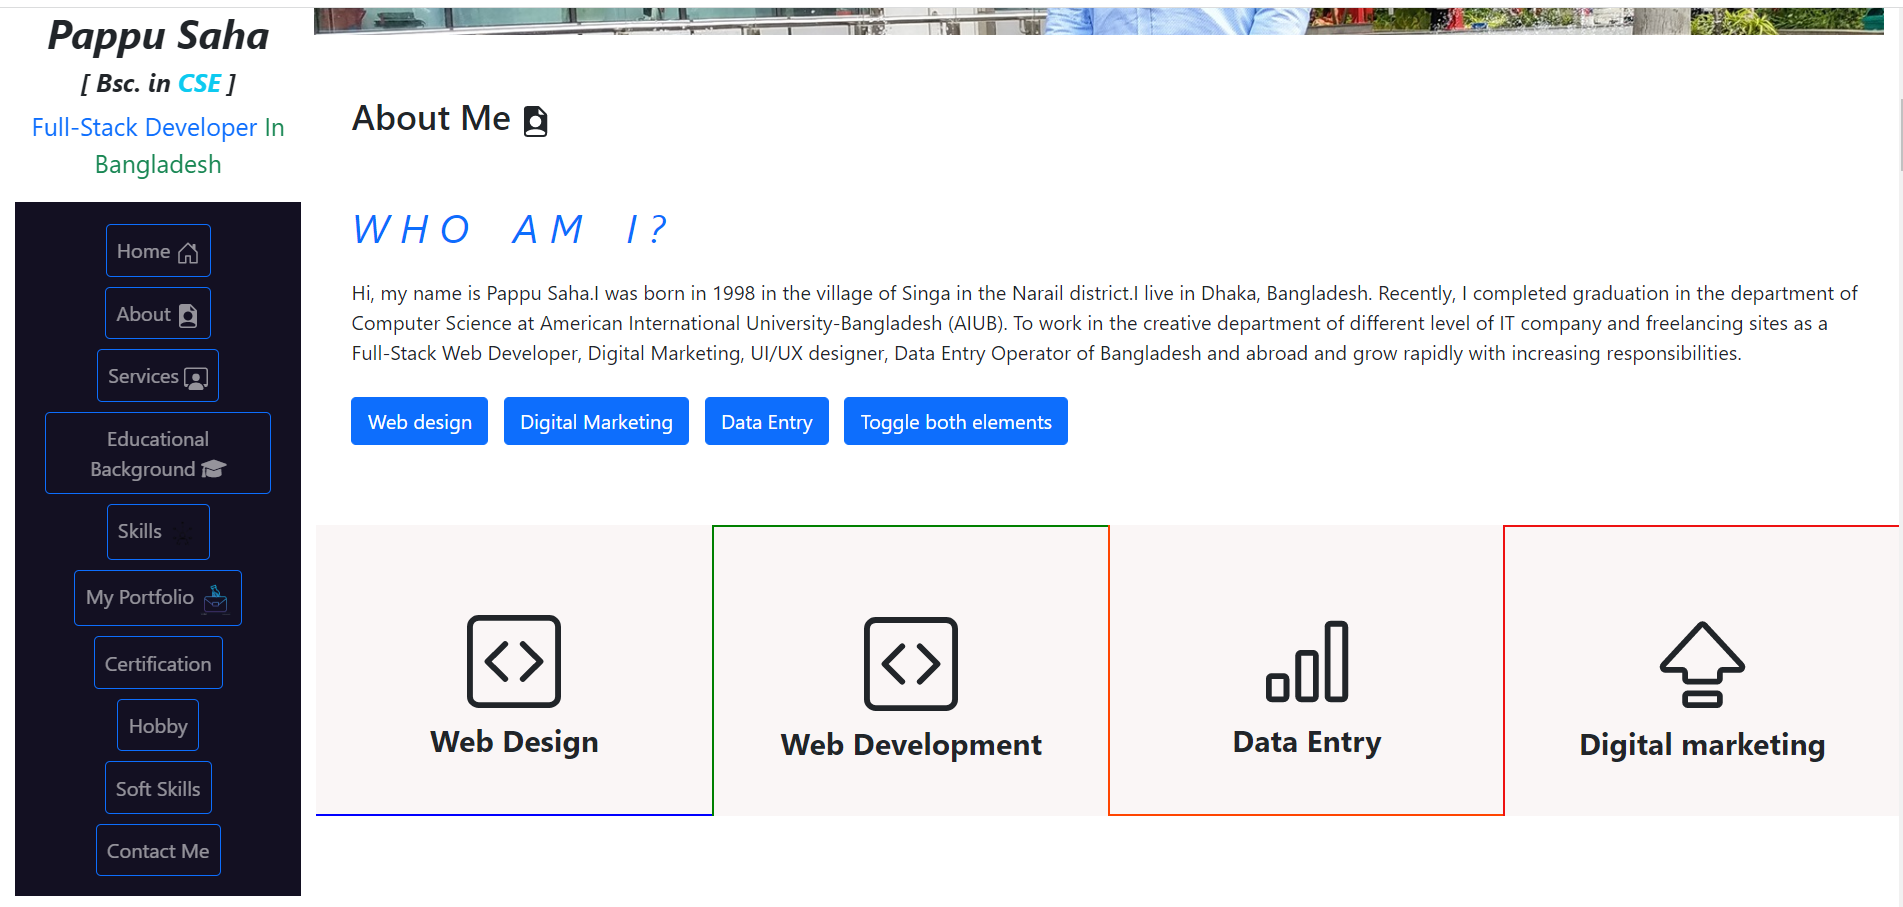 Pappu Saha
[ Bsc. in CSE ]
Full-Stack Developer In
Bangladesh
Home
About
Services
Educational
Background
Skills
My Portfolio
Certification
Hobby
Soft Skills
Contact Me
About Me
WHO AM I?
Hi, my name is Pappu Saha.I was born in 1998 in the village of Singa in the Narail district.I live in Dhaka, Bangladesh. Recently, I completed graduation in the department of
Computer Science at American International University-Bangladesh (AIUB). To work in the creative department of different level of IT company and freelancing sites as a
Full-Stack Web Developer, Digital Marketing, UI/UX designer, Data Entry Operator of Bangladesh and abroad and grow rapidly with increasing responsibilities.
Web design
Digital Marketing
Data Entry
Toggle both elements
Web Design
Web Development
Data Entry
Digital marketing